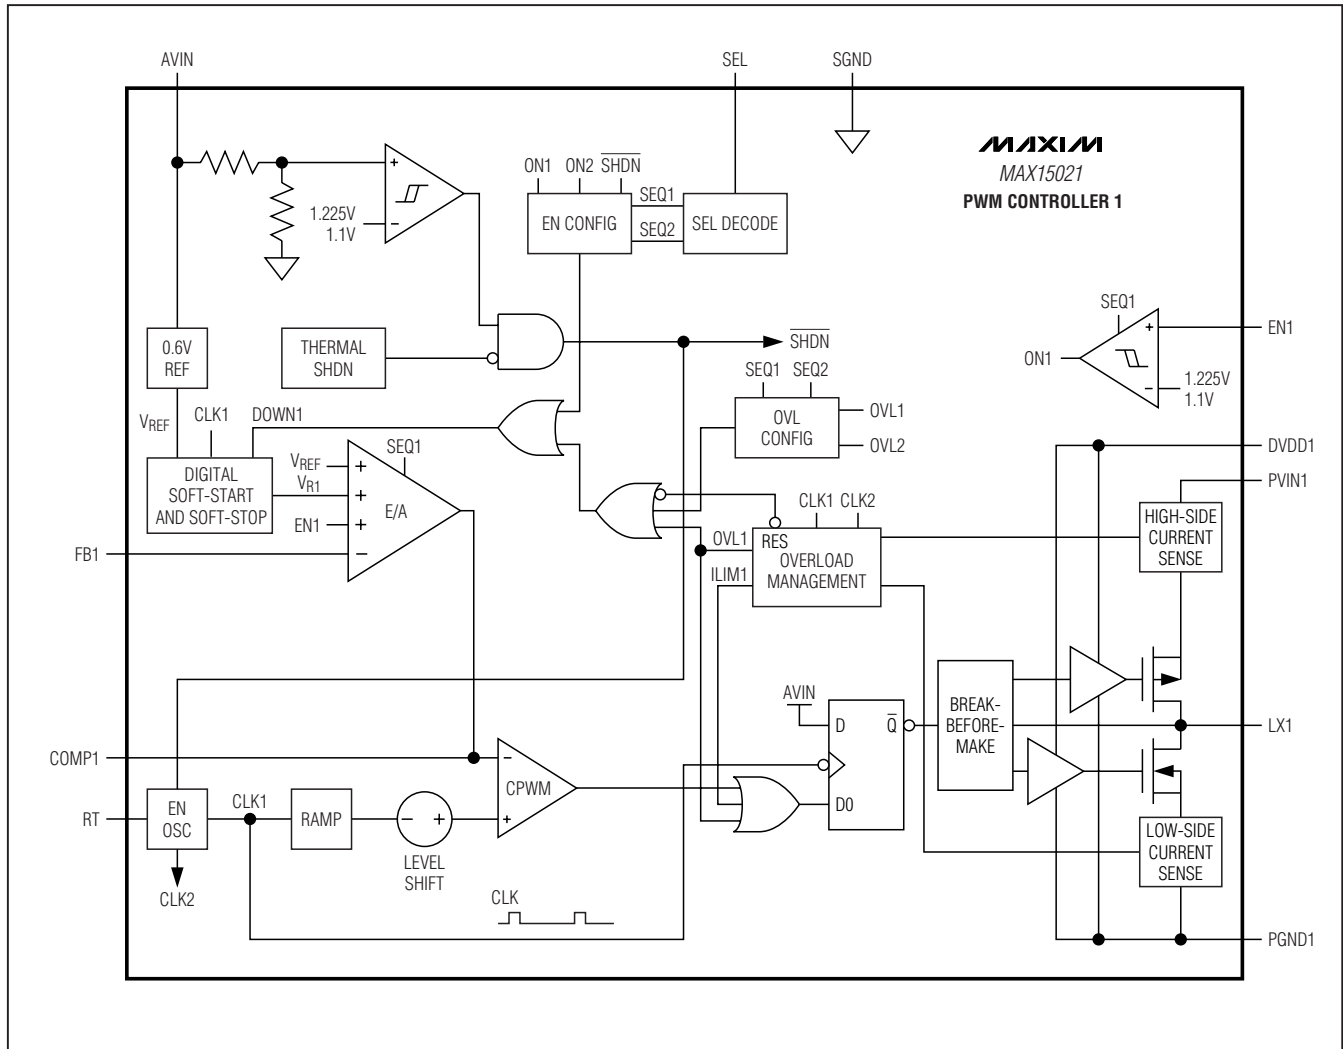 AVIN
SEL
SGND
MAXIM
MAX15021
PWM CONTROLLER 1
ON1
ON2
SHDN
SEQ1
SEQ2
EN CONFIG
SEL DECODE
+
−
1.225V
1.1V
0.6V
REF
THERMAL
SHDN
SHDN
SEQ1
+
EN1
ON1
−
1.225V
1.1V
SEQ1
SEQ2
OVL
CONFIG
OVL1
OVL2
VREF
CLK1
DOWN1
DIGITAL
SOFT-START
AND SOFT-STOP
SEQ1
VREF
+
VR1
+
E/A
EN1
+
−
FB1
DVDD1
PVIN1
HIGH-SIDE
CURRENT
SENSE
CLK1
CLK2
OVL1
RES
OVERLOAD
MANAGEMENT
ILIM1
AVIN
D
Q
D0
BREAK-
BEFORE-
MAKE
LX1
COMP1
−
CPWM
+
RT
EN
OSC
CLK1
RAMP
−
+
LEVEL
SHIFT
CLK2
CLK
LOW-SIDE
CURRENT
SENSE
PGND1